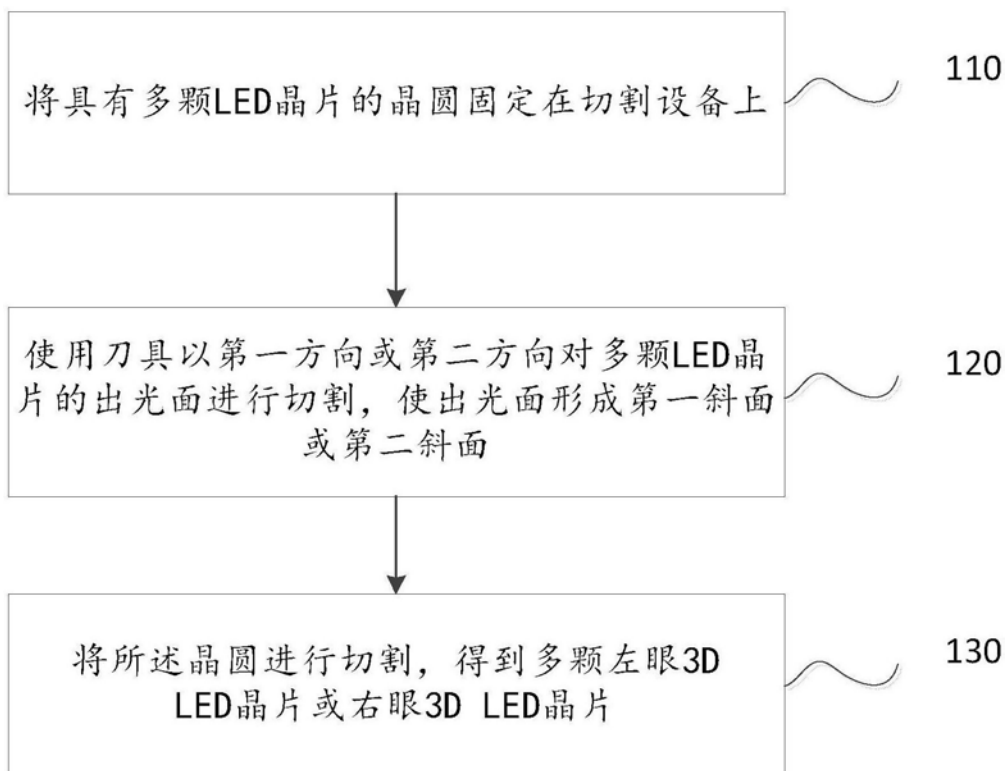 将具有多颗LED晶片的晶圆固定在切割设备上
110
使用刀具以第一方向或第二方向对多颗LED晶
片的出光面进行切割，使出光面形成第一斜面
或第二斜面
120
将所述晶圆进行切割，得到多颗左眼3D
LED晶片或右眼3D LED晶片
130